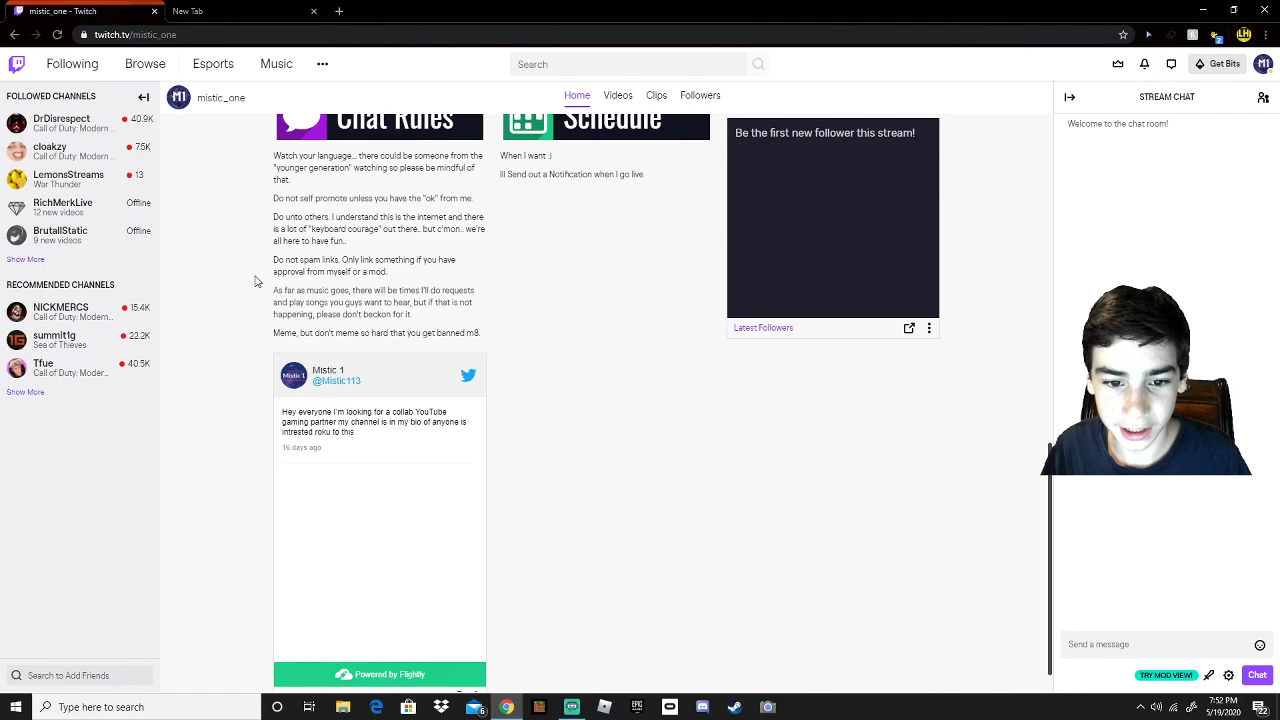 mistic_one - Twitch
New Tab
twitch.tv/mistic_one
Following
Browse
Esports
Music
Search
Get Bits
M1
FOLLOWED CHANNELS
DrDisrespect
40.9K
Call of Duty: Modern ...
cloakzy
7.5K
Call of Duty: Modern ...
LemonsStreams
13
War Thunder
RichMerkLive
Offline
12 new videos
BrutallStatic
Offline
9 new videos
Show More
RECOMMENDED CHANNELS
NICKMERCS
15.4K
Call of Duty: Modern...
summit1g
22.2K
Sea of Thieves
Tfue
40.5K
Call of Duty: Moder...
Show More
Search to Add Friends
M1
mistic_one
Home
Videos
Clips
Followers
Chat Rules
Watch your language... there could be someone from the
"younger generation" watching so please be mindful of
that.
Do not self promote unless you have the "ok" from me.
Do unto others. I understand this is the internet and there
is a lot of "keyboard courage" out there.. but c'mon.. we're
all here to have fun..
Do not spam links. Only link something if you have
approval from myself or a mod.
As far as music goes, there will be times I'll do requests
and play songs you guys want to hear, but if that is not
happening, please don't beckon for it.
Meme, but don't meme so hard that you get banned m8.
Mistic 1
Mistic 1
@Mistic113
Hey everyone I'm looking for a collab YouTube
gaming partner my channel is in my bio of anyone is
intrested roku to this
16 days ago
Powered by Flightly
Schedule
When I want :)
Ill Send out a Notification when I go live
Be the first new follower this stream!
Latest Followers
STREAM CHAT
Welcome to the chat room!
Send a message
TRY MOD VIEW!
Chat
Type here to search
7:52 PM
5/19/2020